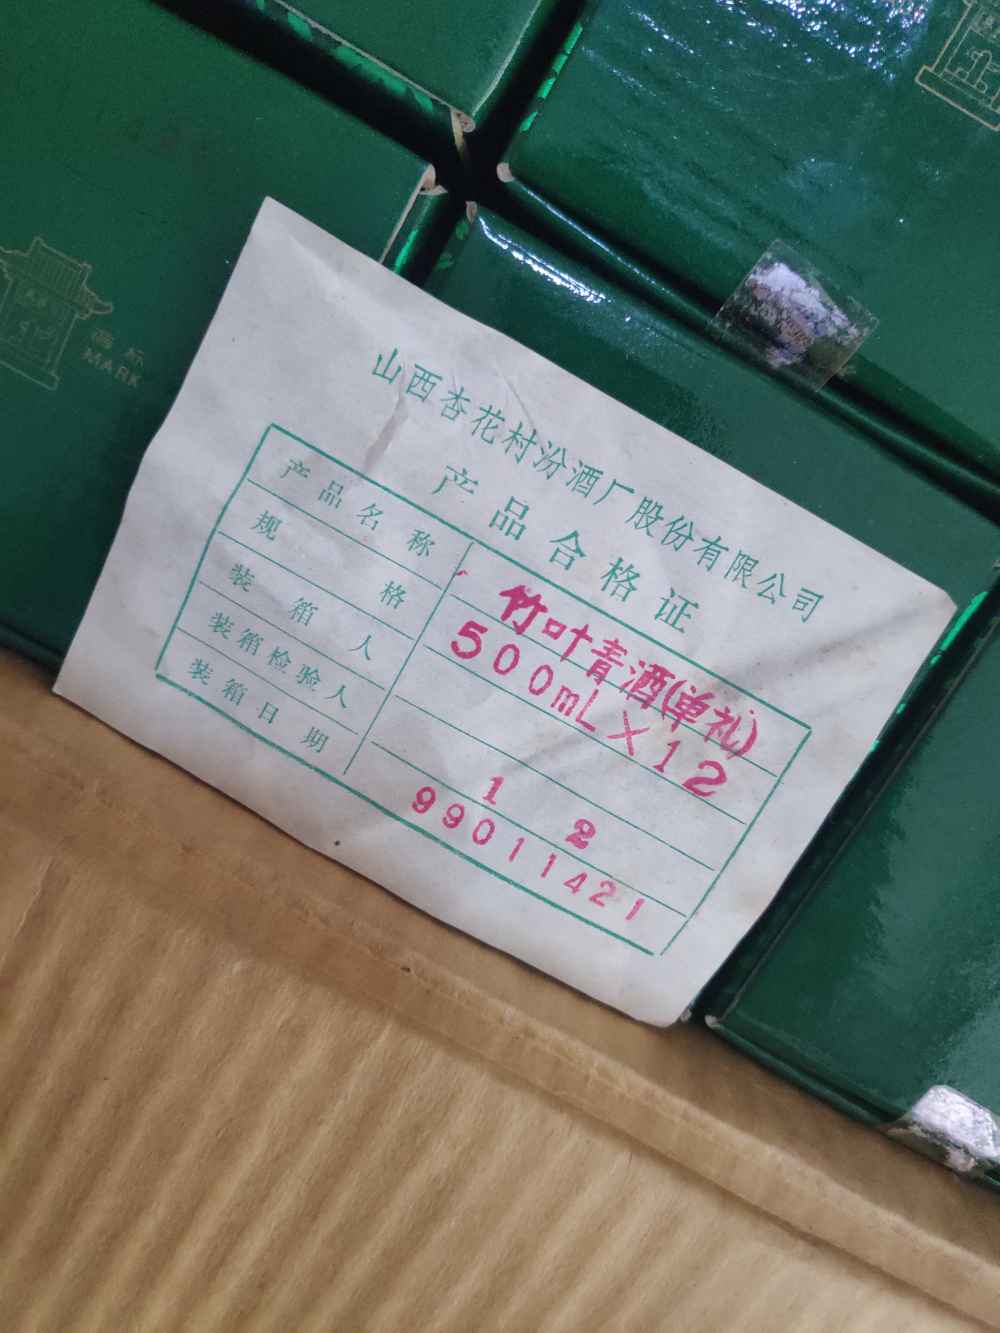 山西杏花村汾酒厂股份有限公司
产品合格证
产品名称 竹叶青酒(单礼)
规格 500mL×12
装箱人
装箱检验人 1 2
装箱日期 99011421
商标
MARK